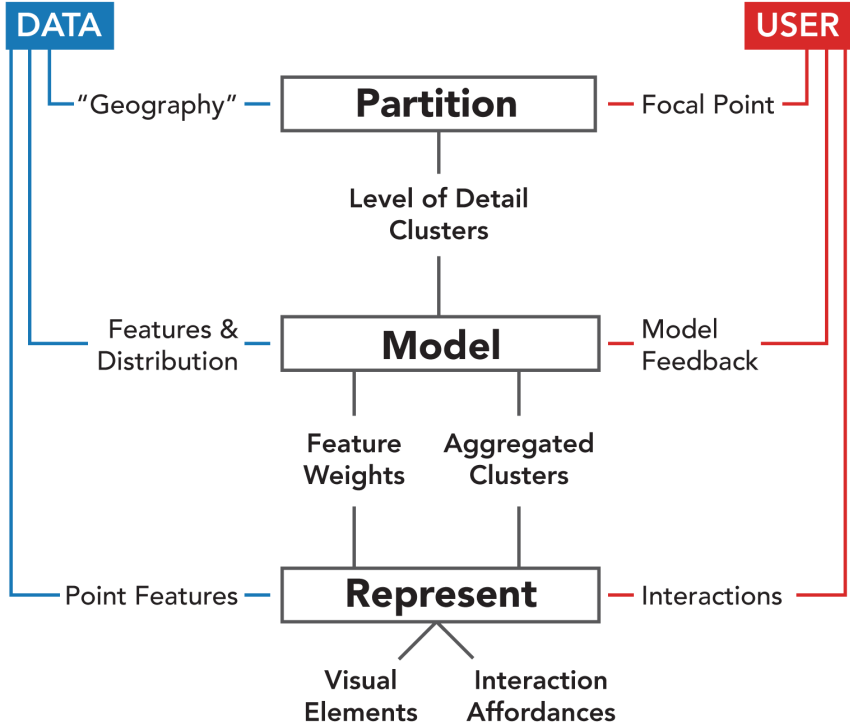 DATA
USER
“Geography”
Partition
Focal Point
Level of Detail
Clusters
Features &
Distribution
Model
Model
Feedback
Feature
Weights
Aggregated
Clusters
Point Features
Represent
Interactions
Visual
Elements
Interaction
Affordances